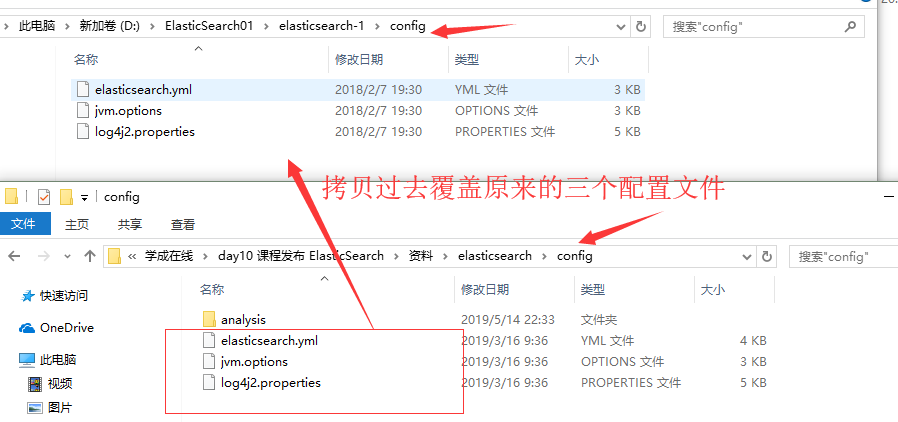 此电脑 > 新加卷 (D:) > ElasticSearch01 > elasticsearch-1 > config
搜索"config"
名称 修改日期 类型 大小
elasticsearch.yml 2018/2/7 19:30 YML 文件 3 KB
jvm.options 2018/2/7 19:30 OPTIONS 文件 3 KB
log4j2.properties 2018/2/7 19:30 PROPERTIES 文件 5 KB
拷贝过去覆盖原来的三个配置文件
config
文件 主页 共享 查看
« 学成在线 > day10 课程发布 ElasticSearch > 资料 > elasticsearch > config
搜索"config"
快速访问
OneDrive
此电脑
视频
图片
名称 修改日期 类型 大小
analysis 2019/5/14 22:33 文件夹
elasticsearch.yml 2019/3/16 9:36 YML 文件 4 KB
jvm.options 2019/3/16 9:36 OPTIONS 文件 3 KB
log4j2.properties 2019/3/16 9:36 PROPERTIES 文件 5 KB